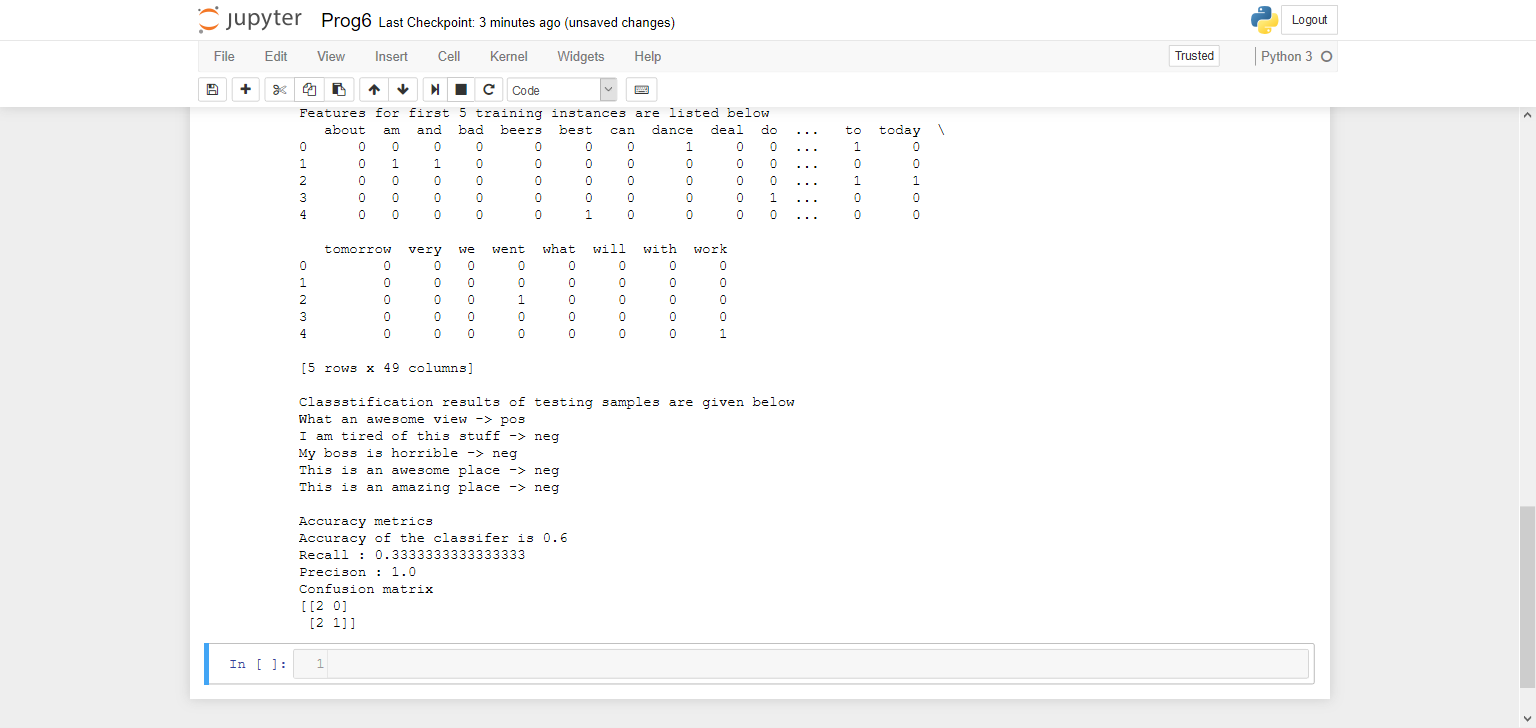 jupyter Prog6 Last Checkpoint: 3 minutes ago (unsaved changes) Logout
File Edit View Insert Cell Kernel Widgets Help Trusted Python 3
Code
Features for first 5 training instances are listed below
   about  am  and  bad  beers  best  can  dance  deal  do  ...   to  today  \
0      0   0    0    0      0     0    0      1     0   0  ...    1      0
1      0   1    1    0      0     0    0      0     0   0  ...    0      0
2      0   0    0    0      0     0    0      0     0   0  ...    1      1
3      0   0    0    0      0     0    0      0     0   1  ...    0      0
4      0   0    0    0      0     1    0      0     0   0  ...    0      0
   tomorrow  very  we  went  what  will  with  work
0         0     0   0     0     0     0     0     0
1         0     0   0     0     0     0     0     0
2         0     0   0     1     0     0     0     0
3         0     0   0     0     0     0     0     0
4         0     0   0     0     0     0     0     1
[5 rows x 49 columns]
Classstification results of testing samples are given below
What an awesome view -> pos
I am tired of this stuff -> neg
My boss is horrible -> neg
This is an awesome place -> neg
This is an amazing place -> neg
Accuracy metrics
Accuracy of the classifer is 0.6
Recall : 0.3333333333333333
Precison : 1.0
Confusion matrix
[[2 0]
 [2 1]]
In [ ]: 1